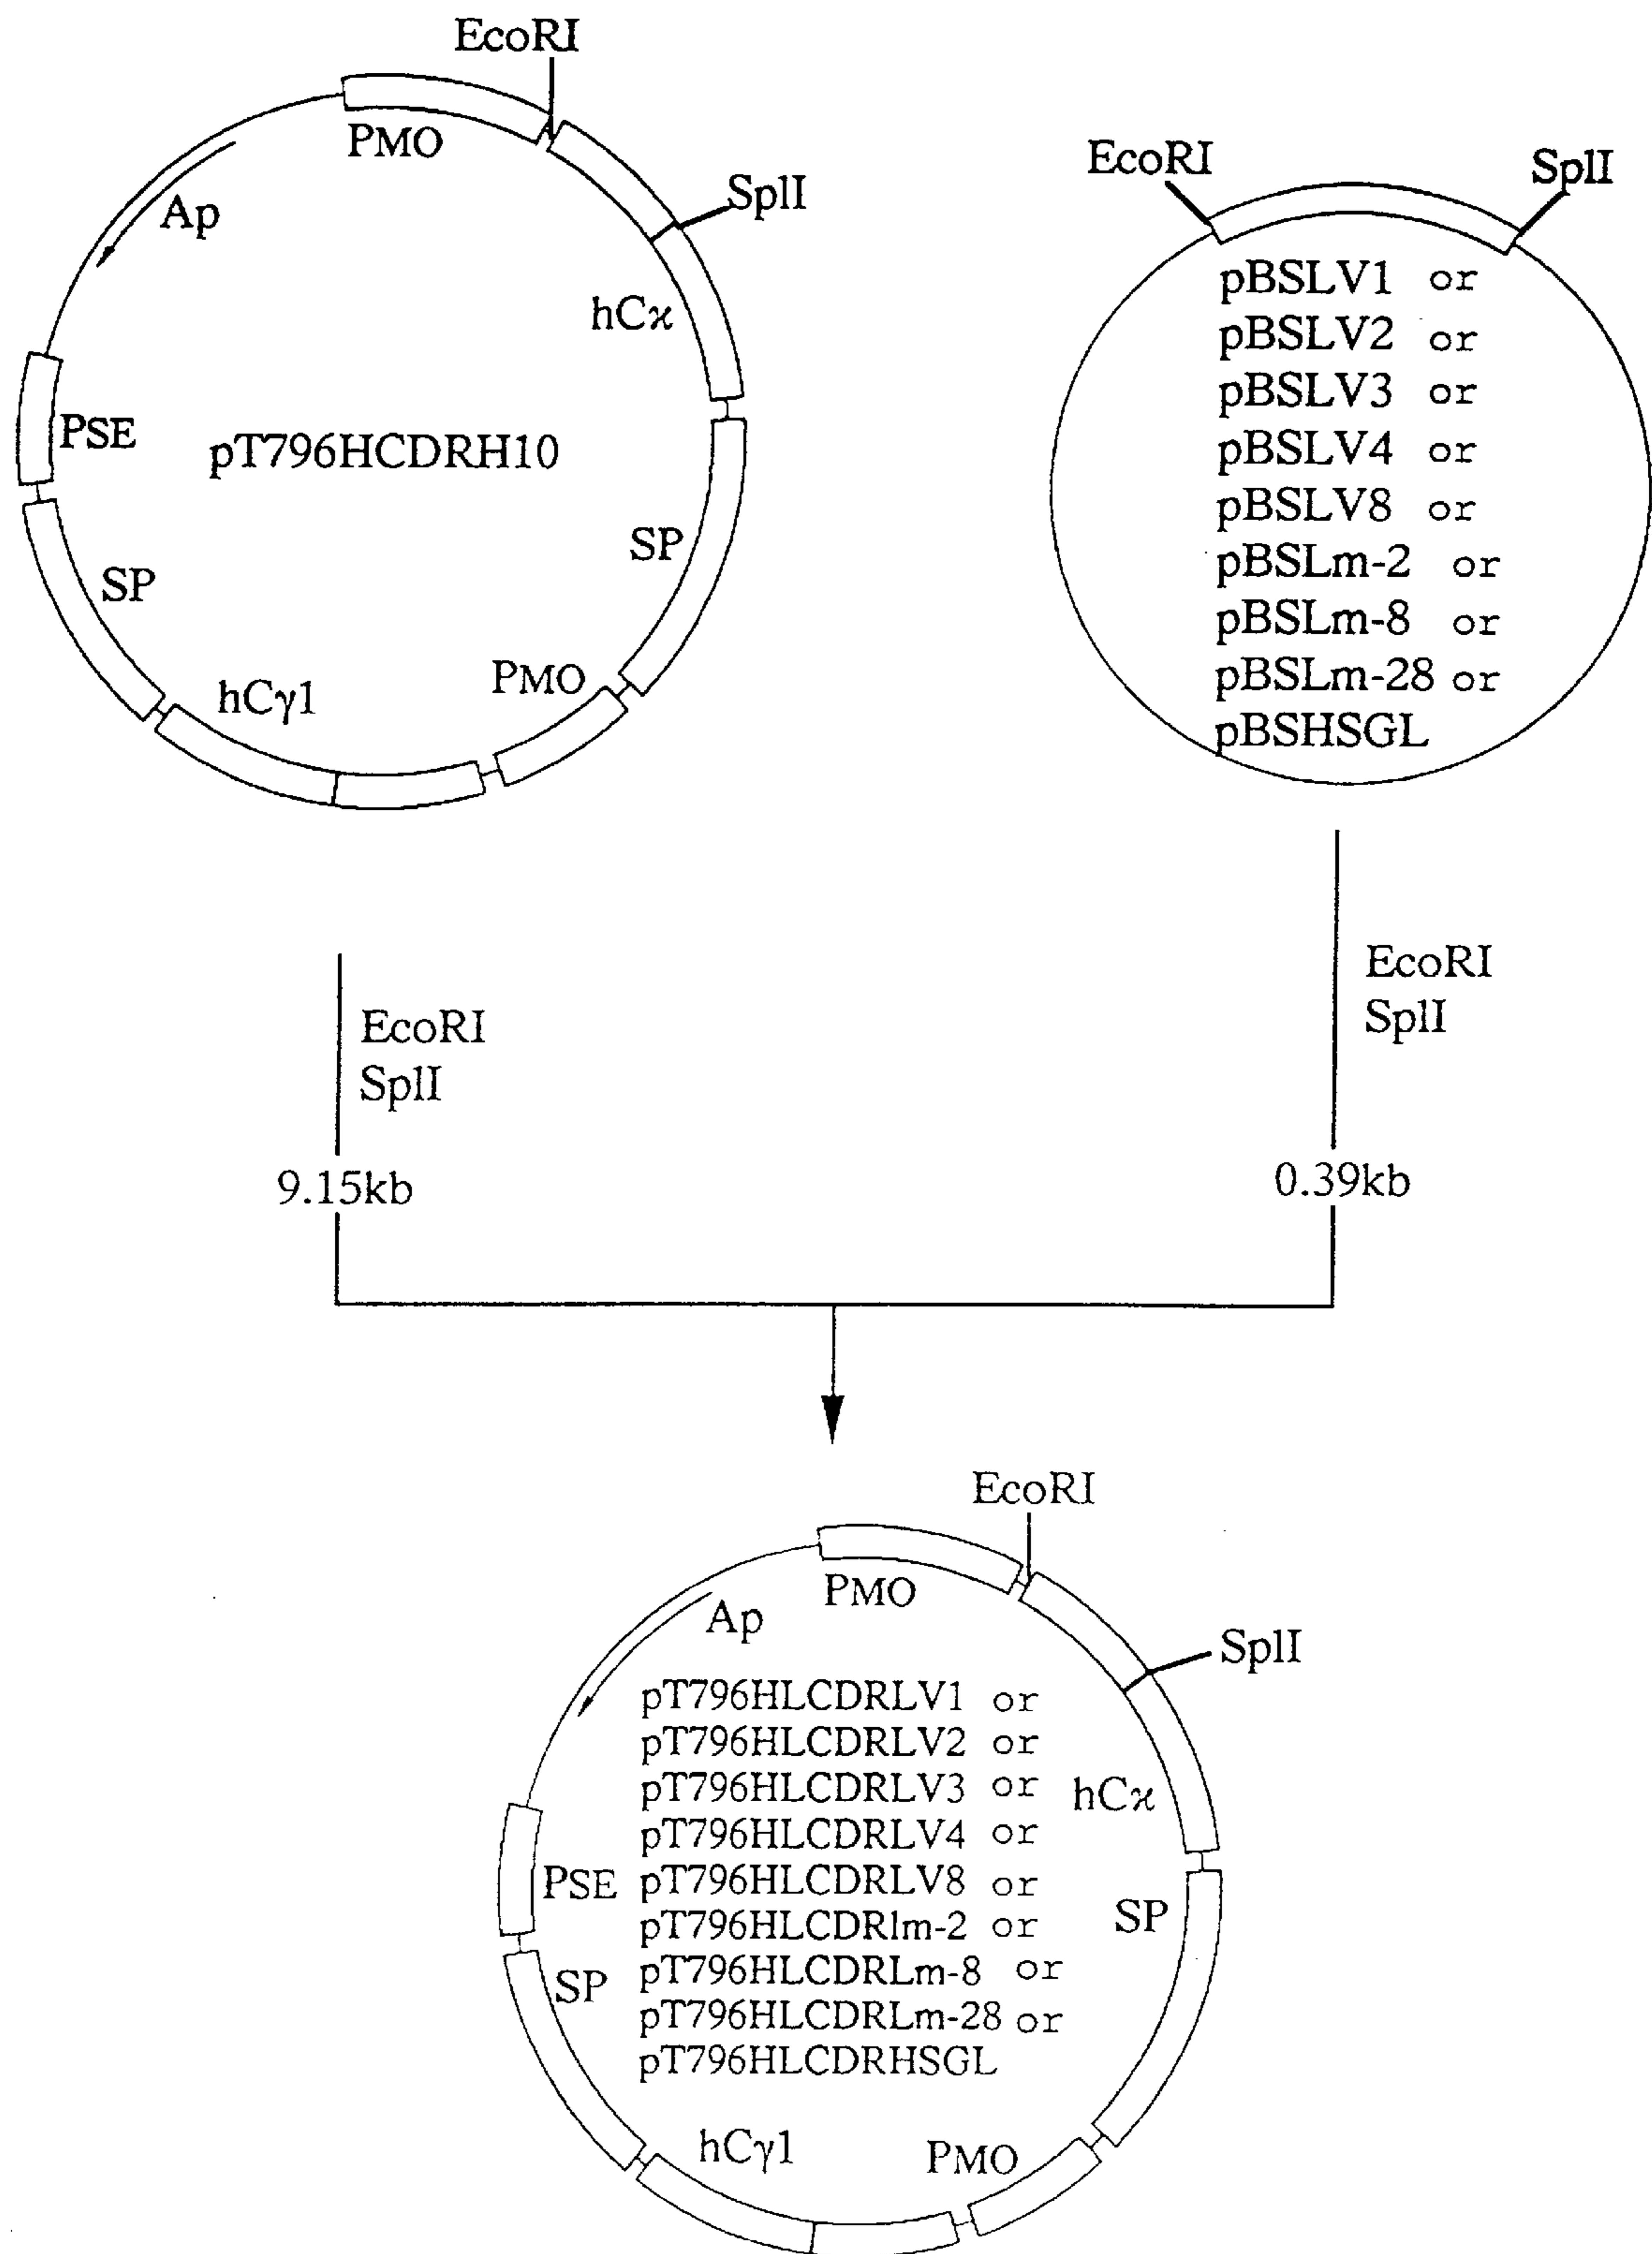 EcoRI
PMO
SplI
Ap
hCϰ
PSE
pT796HCDRH10
SP
SP
PMO
hCγ1
EcoRI
SplI
pBSLV1 or
pBSLV2 or
pBSLV3 or
pBSLV4 or
pBSLV8 or
pBSLm-2 or
pBSLm-8 or
pBSLm-28 or
pBSHSGL
EcoRI
SplI
9.15kb
EcoRI
SplI
0.39kb
EcoRI
PMO
Ap
SplI
pT796HLCDRLV1 or
pT796HLCDRLV2 or
pT796HLCDRLV3 or
hCϰ
pT796HLCDRLV4 or
PSE
pT796HLCDRLV8 or
SP
pT796HLCDRlm-2 or
SP
pT796HLCDRLm-8 or
pT796HLCDRLm-28 or
pT796HLCDRHSGL
hCγ1
PMO